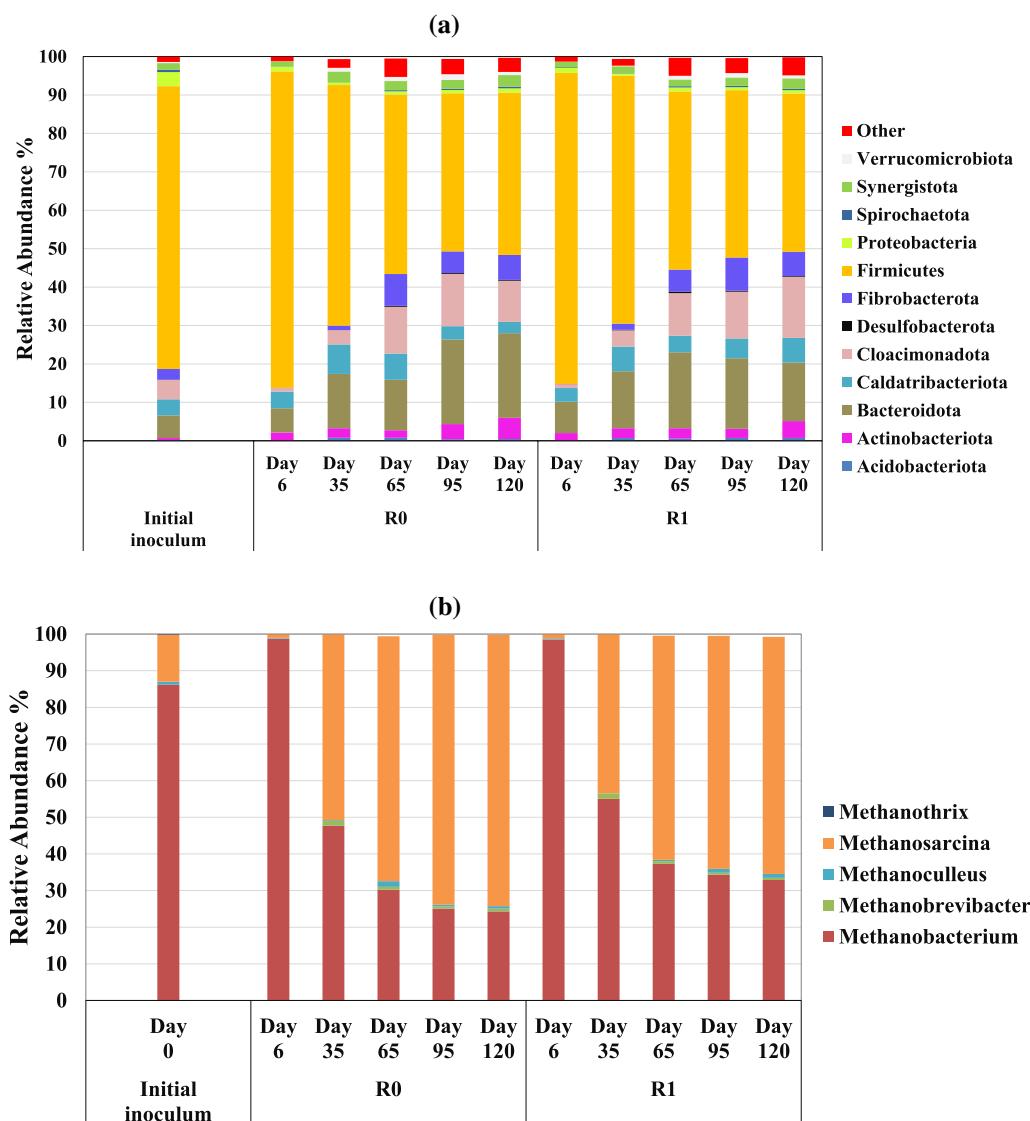 (a)
Relative Abundance %
100
90
80
70
60
50
40
30
20
10
0
Day Day Day Day Day Day Day Day Day Day
6 35 65 95 120 6 35 65 95 120
Initial
inoculum
R0
R1
Other
Verrucomicrobiota
Synergistota
Spirochaetota
Proteobacteria
Firmicutes
Fibrobacterota
Desulfobacterota
Cloacimonadota
Caldatribacteriota
Bacteroidota
Actinobacteriota
Acidobacteriota
(b)
Relative Abundance %
100
90
80
70
60
50
40
30
20
10
0
Day Day Day Day Day Day Day Day Day Day Day
0 6 35 65 95 120 6 35 65 95 120
Initial
inoculum
R0
R1
Methanothrix
Methanosarcina
Methanoculleus
Methanobrevibacter
Methanobacterium